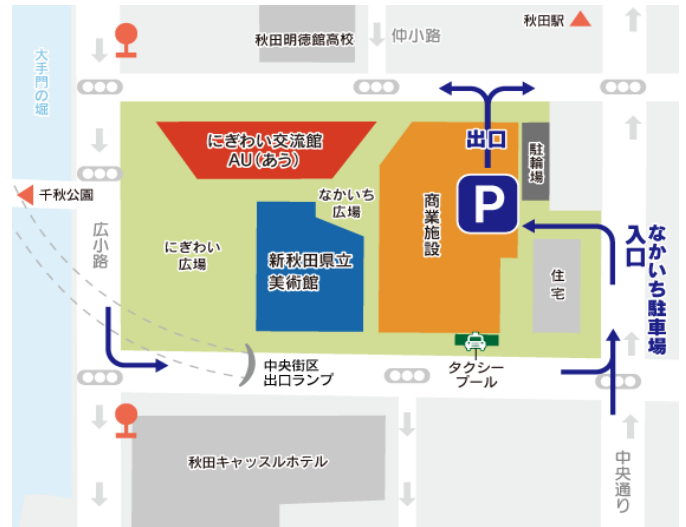 秋田駅
秋田明徳館高校
仲小路
大手門の堀
出口
にぎわい交流館
AU(あう)
駐輪場
なかいち
広場
P
商業施設
千秋公園
広小路
にぎわい
広場
新秋田県立
美術館
住宅
なかいち駐車場
入口
中央街区
出口ランプ
タクシー
プール
秋田キャッスルホテル
中央通り